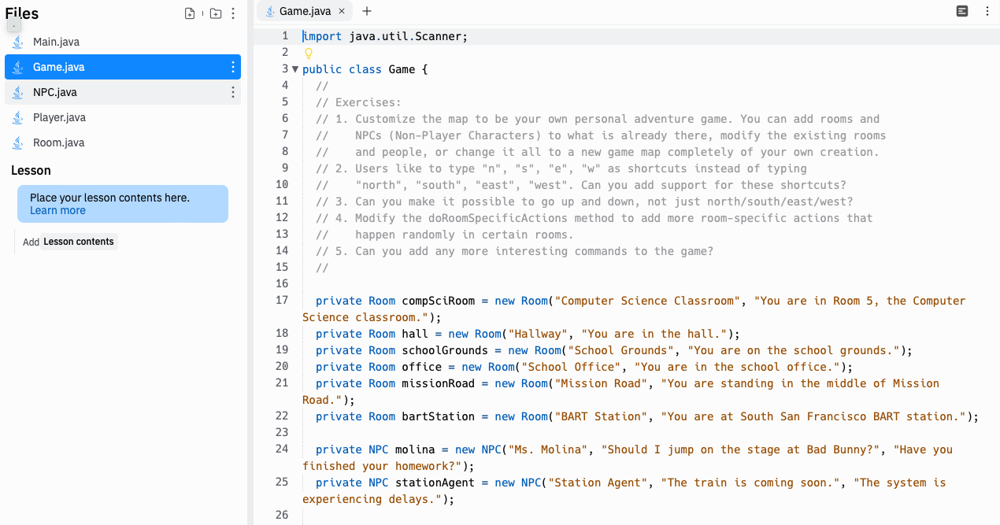 Files
Main.java
Game.java
NPC.java
Player.java
Room.java
Lesson
Place your lesson contents here.
Learn more
Add Lesson contents
Game.java ×
1 import java.util.Scanner;
2
3 public class Game {
4 //
5 // Exercises:
6 // 1. Customize the map to be your own personal adventure game. You can add rooms and
7 //    NPCs (Non-Player Characters) to what is already there, modify the existing rooms
8 //    and people, or change it all to a new game map completely of your own creation.
9 // 2. Users like to type "n", "s", "e", "w" as shortcuts instead of typing
10 //    "north", "south", "east", "west". Can you add support for these shortcuts?
11 // 3. Can you make it possible to go up and down, not just north/south/east/west?
12 // 4. Modify the doRoomSpecificActions method to add more room-specific actions that
13 //    happen randomly in certain rooms.
14 // 5. Can you add any more interesting commands to the game?
15 //
16
17 private Room compSciRoom = new Room("Computer Science Classroom", "You are in Room 5, the Computer
Science classroom.");
18 private Room hall = new Room("Hallway", "You are in the hall.");
19 private Room schoolGrounds = new Room("School Grounds", "You are on the school grounds.");
20 private Room office = new Room("School Office", "You are in the school office.");
21 private Room missionRoad = new Room("Mission Road", "You are standing in the middle of Mission
Road.");
22 private Room bartStation = new Room("BART Station", "You are at South San Francisco BART station.");
23
24 private NPC molina = new NPC("Ms. Molina", "Should I jump on the stage at Bad Bunny?", "Have you
finished your homework?");
25 private NPC stationAgent = new NPC("Station Agent", "The train is coming soon.", "The system is
experiencing delays.");
26